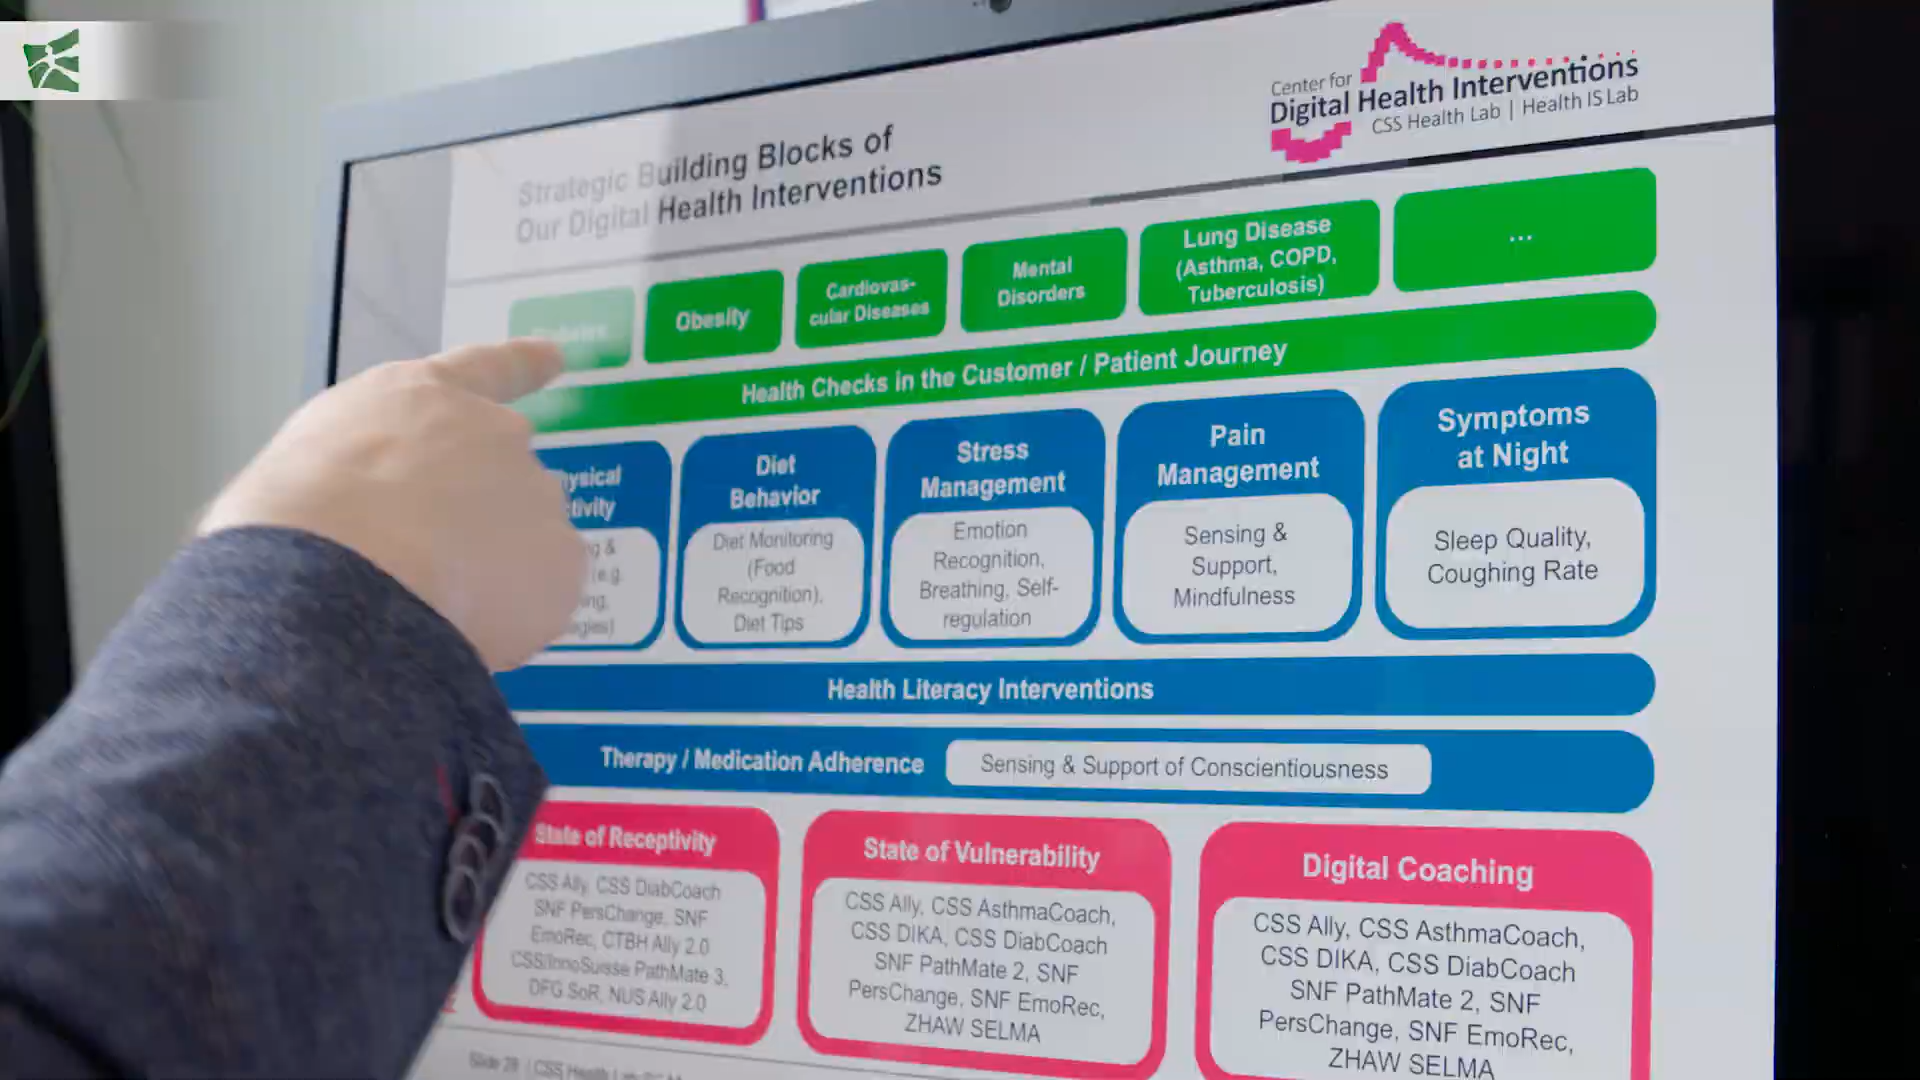 Center for
Digital Health Interventions
CSS Health Lab | Health IS Lab
Strategic Building Blocks of
Our Digital Health Interventions
Obesity
Cardiovas-
cular Diseases
Mental
Disorders
Lung Disease
(Asthma, COPD,
Tuberculosis)
...
Health Checks in the Customer / Patient Journey
Diet
Behavior
Diet Monitoring
(Food
Recognition),
Diet Tips
Stress
Management
Emotion
Recognition,
Breathing, Self-
regulation
Pain
Management
Sensing &
Support,
Mindfulness
Symptoms
at Night
Sleep Quality,
Coughing Rate
Health Literacy Interventions
Therapy / Medication Adherence
Sensing & Support of Conscientiousness
State of Receptivity
CSS Ally, CSS DiabCoach
SNF PersChange, SNF
EmoRec, CTBH Ally 2.0
CSS/InnoSuisse PathMate 3,
DFG SoR, NUS Ally 2.0
State of Vulnerability
CSS Ally, CSS AsthmaCoach,
CSS DIKA, CSS DiabCoach
SNF PathMate 2, SNF
PersChange, SNF EmoRec,
ZHAW SELMA
Digital Coaching
CSS Ally, CSS AsthmaCoach,
CSS DIKA, CSS DiabCoach
SNF PathMate 2, SNF
PersChange, SNF EmoRec,
ZHAW SELMA
Slide 28 | CSS Health